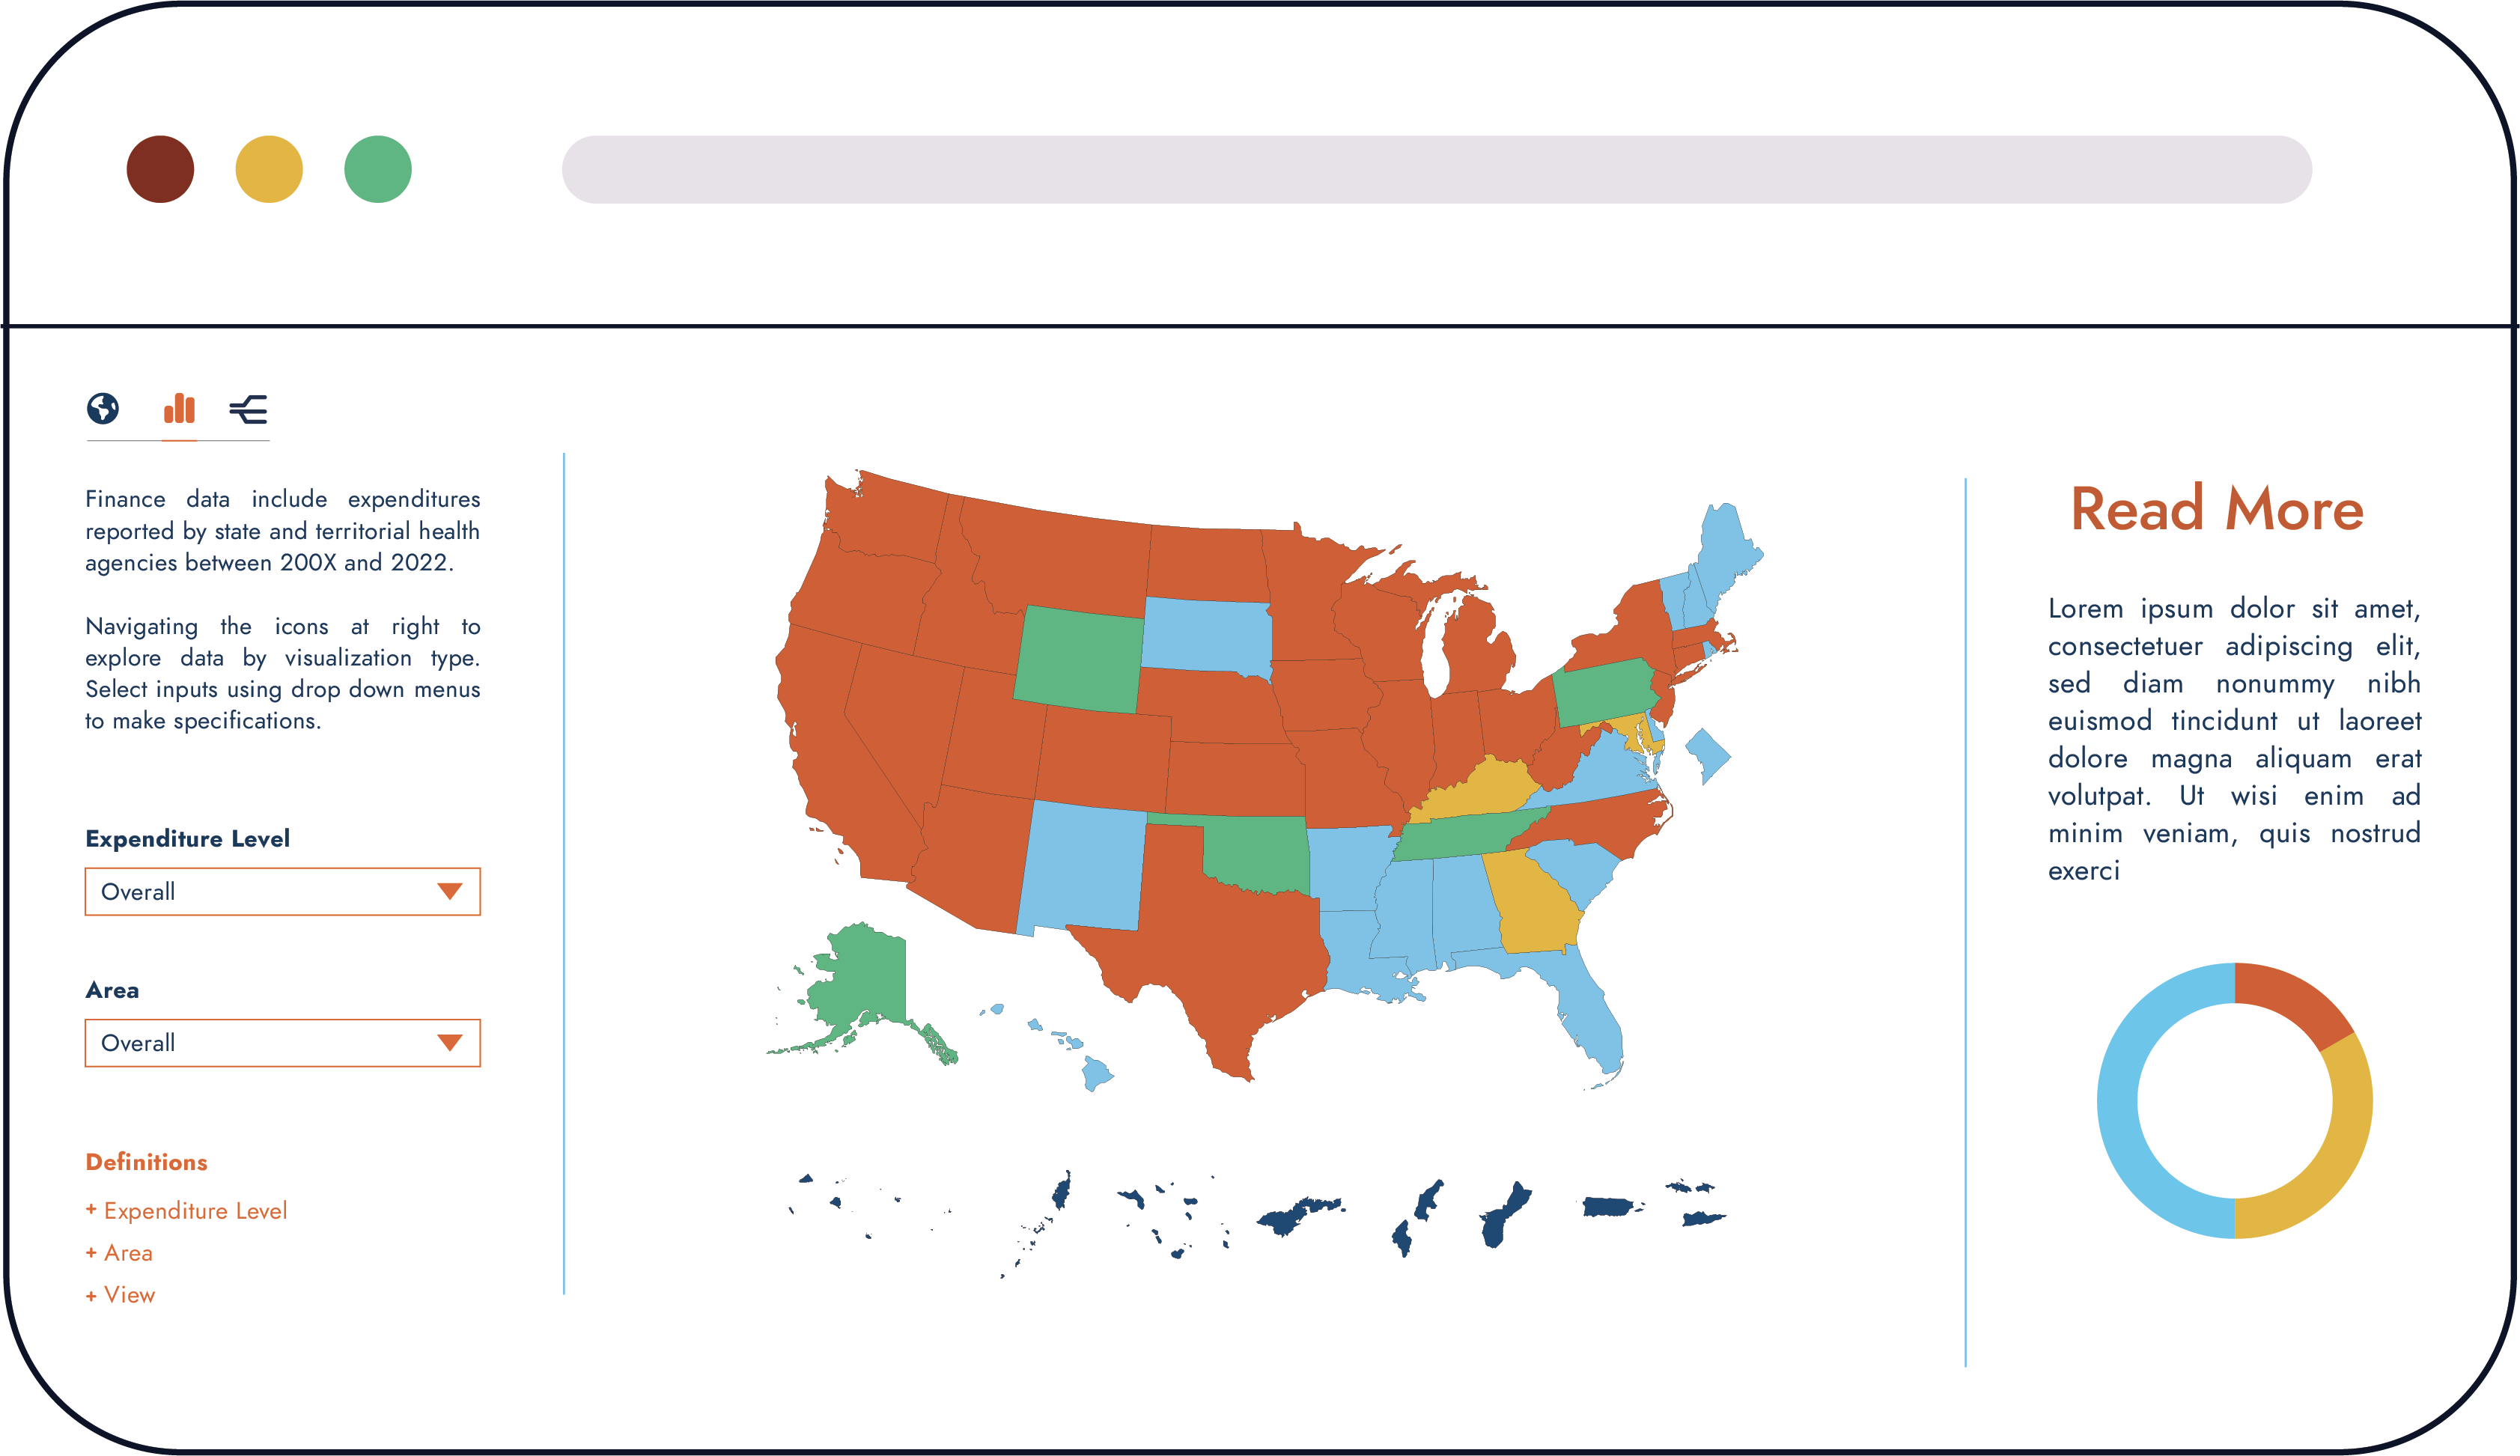 Finance data include expenditures
reported by state and territorial health
agencies between 200X and 2022.
Navigating the icons at right to
explore data by visualization type.
Select inputs using drop down menus
to make specifications.
Expenditure Level
Overall
Area
Overall
Definitions
+ Expenditure Level
+ Area
+ View
Read More
Lorem ipsum dolor sit amet,
consectetuer adipiscing elit,
sed diam nonummy nibh
euismod tincidunt ut laoreet
dolore magna aliquam erat
volutpat. Ut wisi enim ad
minim veniam, quis nostrud
exerci